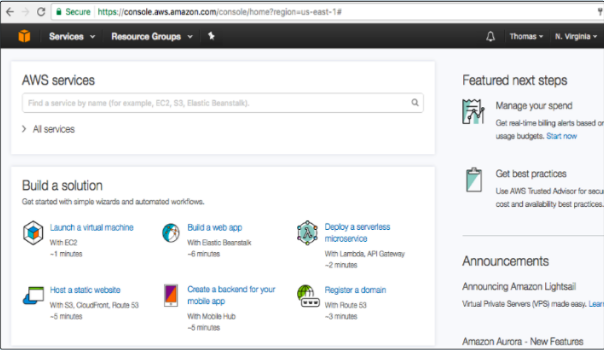 Secure https://console.aws.amazon.com/console/home?region=us-east-1#
Services Resource Groups Thomas N. Virginia
AWS services
Find a service by name (for example, EC2, S3, Elastic Beanstalk).
All services
Build a solution
Get started with simple wizards and automated workflows.
Launch a virtual machine
With EC2
~1 minutes
Build a web app
With Elastic Beanstalk
~6 minutes
Deploy a serverless
microservice
With Lambda, API Gateway
~2 minutes
Host a static website
With S3, CloudFront, Route 53
~5 minutes
Create a backend for your
mobile app
With Mobile Hub
~5 minutes
Register a domain
With Route 53
~3 minutes
Featured next steps
Manage your spend
Get real-time billing alerts based on
usage budgets. Start now
Get best practices
Use AWS Trusted Advisor for secu
cost and availability best practices.
Announcements
Announcing Amazon Lightsail
Virtual Private Servers (VPS) made easy. Lear
Amazon Aurora - New Features